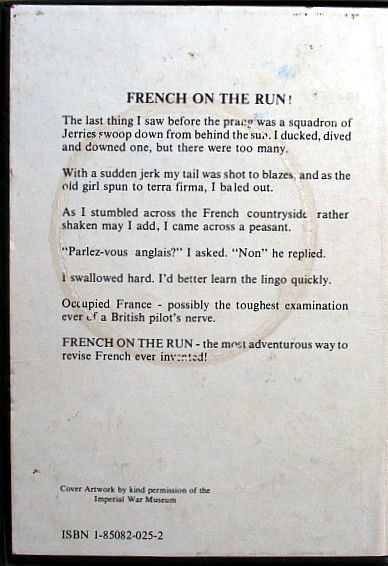 FRENCH ON THE RUN!
The last thing I saw before the prang was a squadron of
Jerries swoop down from behind the sun. I ducked, dived
and downed one, but there were too many.
With a sudden jerk my tail was shot to blazes, and as the
old girl spun to terra firma, I baled out.
As I stumbled across the French countryside rather
shaken may I add, I came across a peasant.
"Parlez-vous anglais?" I asked. "Non" he replied.
I swallowed hard. I'd better learn the lingo quickly.
Occupied France - possibly the toughest examination
ever of a British pilot's nerve.
FRENCH ON THE RUN - the most adventurous way to
revise French ever invented!
Cover Artwork by kind permission of the
Imperial War Museum
ISBN 1-85082-025-2